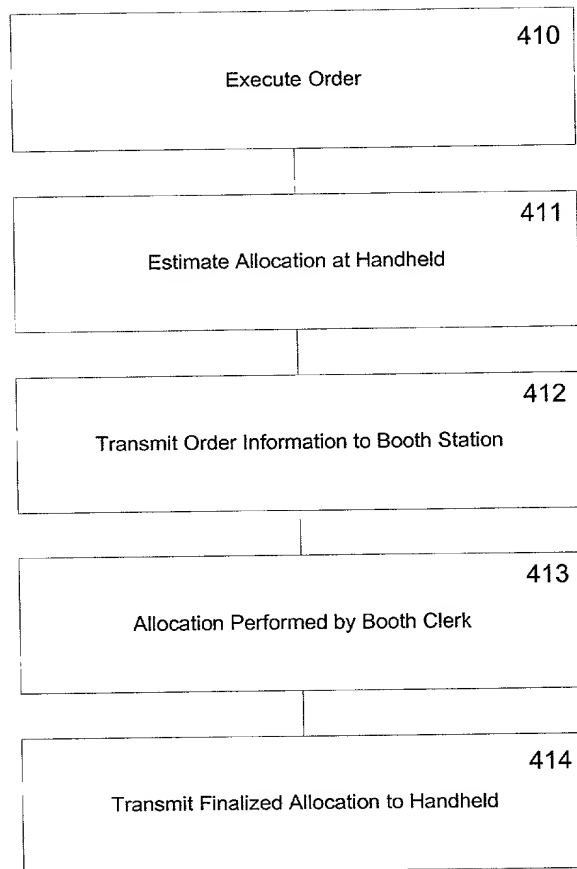 410
Execute Order
411
Estimate Allocation at Handheld
412
Transmit Order Information to Booth Station
413
Allocation Performed by Booth Clerk
414
Transmit Finalized Allocation to Handheld